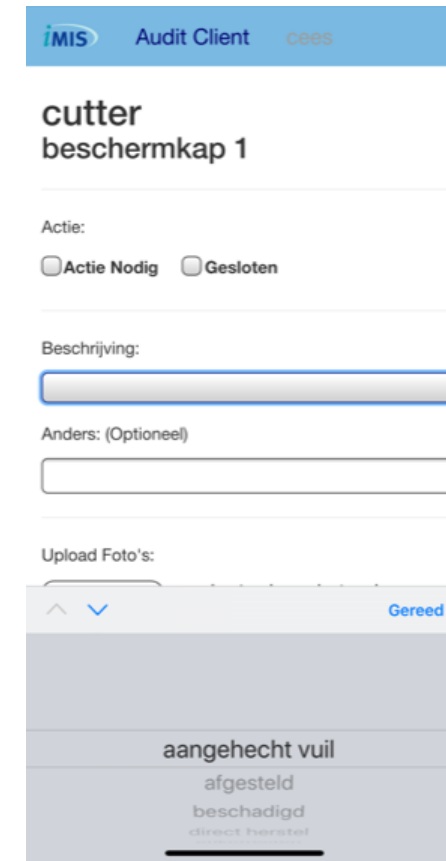 iMIS Audit Client cees
cutter
beschermkap 1
Actie:
Actie Nodig Gesloten
Beschrijving:
Anders: (Optioneel)
Upload Foto's:
Gereed
aangehecht vuil
afgesteld
beschadigd
direct herstel